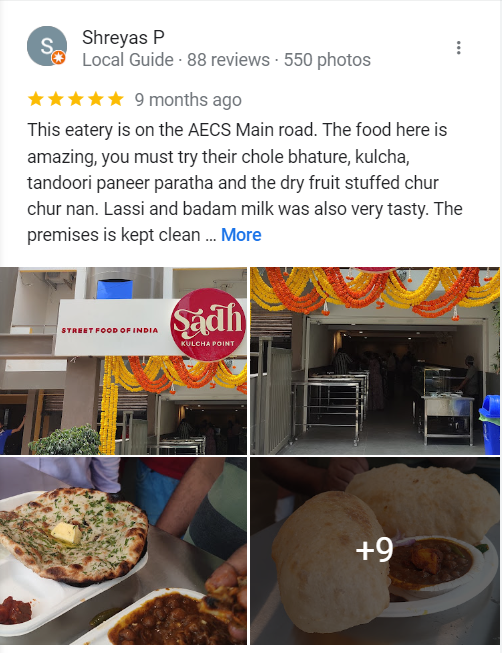 S
Shreyas P
Local Guide · 88 reviews · 550 photos
9 months ago
This eatery is on the AECS Main road. The food here is
amazing, you must try their chole bhature, kulcha,
tandoori paneer paratha and the dry fruit stuffed chur
chur nan. Lassi and badam milk was also very tasty. The
premises is kept clean ... More
STREET FOOD OF INDIA
Sadh
KULCHA POINT
+9